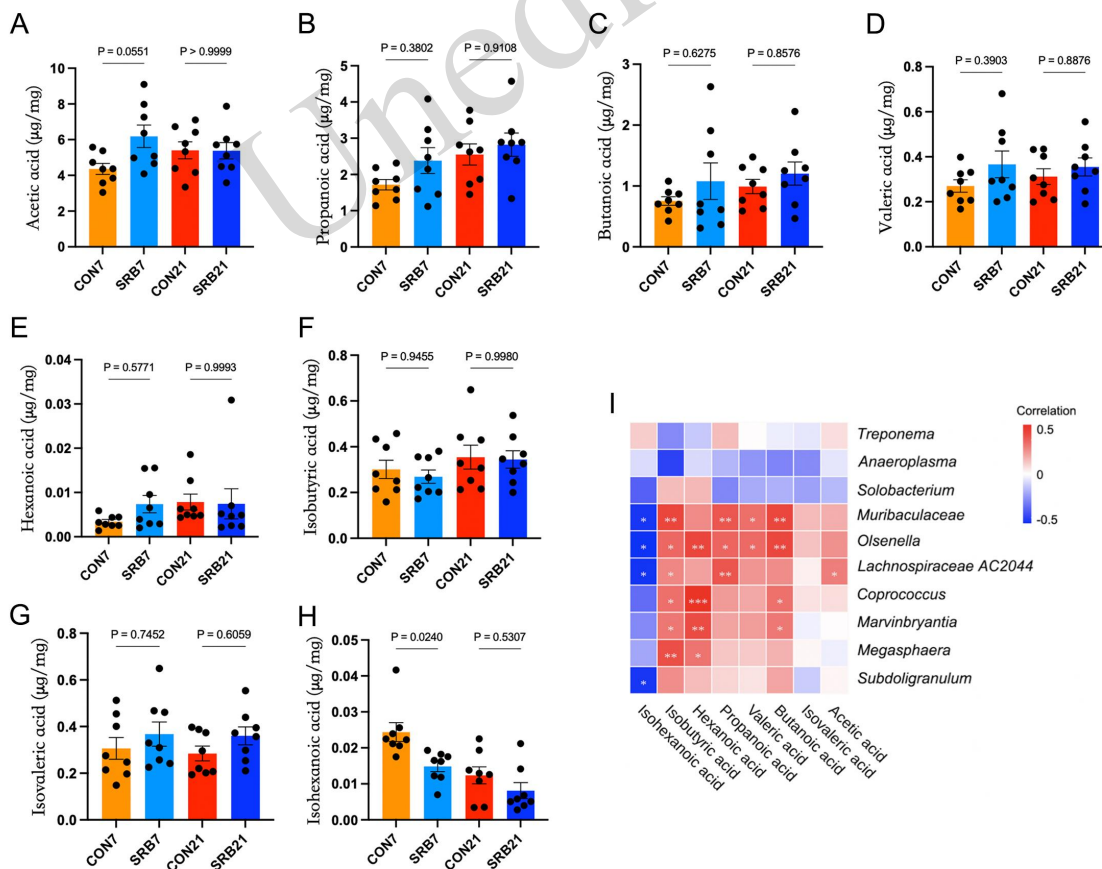 Uned
A
P = 0.0551
P > 0.9999
Acetic acid (μg/mg)
10
8
6
4
2
0
CON7
SRB7
CON21
SRB21
B
P = 0.3802
P = 0.9108
Propanoic acid (μg/mg)
5
4
3
2
1
0
CON7
SRB7
CON21
SRB21
C
P = 0.6275
P = 0.8576
Butanoic acid (μg/mg)
3
2
1
0
CON7
SRB7
CON21
SRB21
D
P = 0.3903
P = 0.8876
Valeric acid (μg/mg)
0.8
0.6
0.4
0.2
0.0
CON7
SRB7
CON21
SRB21
E
P = 0.5771
P = 0.9993
Hexanoic acid (μg/mg)
0.04
0.03
0.02
0.010
0.005
0.000
CON7
SRB7
CON21
SRB21
F
P = 0.9455
P = 0.9980
Isobutyric acid (μg/mg)
0.8
0.6
0.4
0.2
0.0
CON7
SRB7
CON21
SRB21
G
P = 0.7452
P = 0.6059
Isovaleric acid (μg/mg)
0.8
0.6
0.4
0.2
0.0
CON7
SRB7
CON21
SRB21
H
P = 0.0240
P = 0.5307
Isohexanoic acid (μg/mg)
0.05
0.04
0.03
0.02
0.01
0.00
CON7
SRB7
CON21
SRB21
I
Correlation
0.5
0
-0.5
Treponema
Anaeroplasma
Solobacterium
* ** ** * ** Muribaculaceae
* * ** * * ** Olsenella
* * ** * Lachnospiraceae AC2044
* *** * Coprococcus
* ** * Marvinbryantia
** * Megasphaera
* Subdoligranulum
Isohexanoic acid
Isobutyric acid
Hexanoic acid
Propanoic acid
Valeric acid
Butanoic acid
Isovaleric acid
Acetic acid